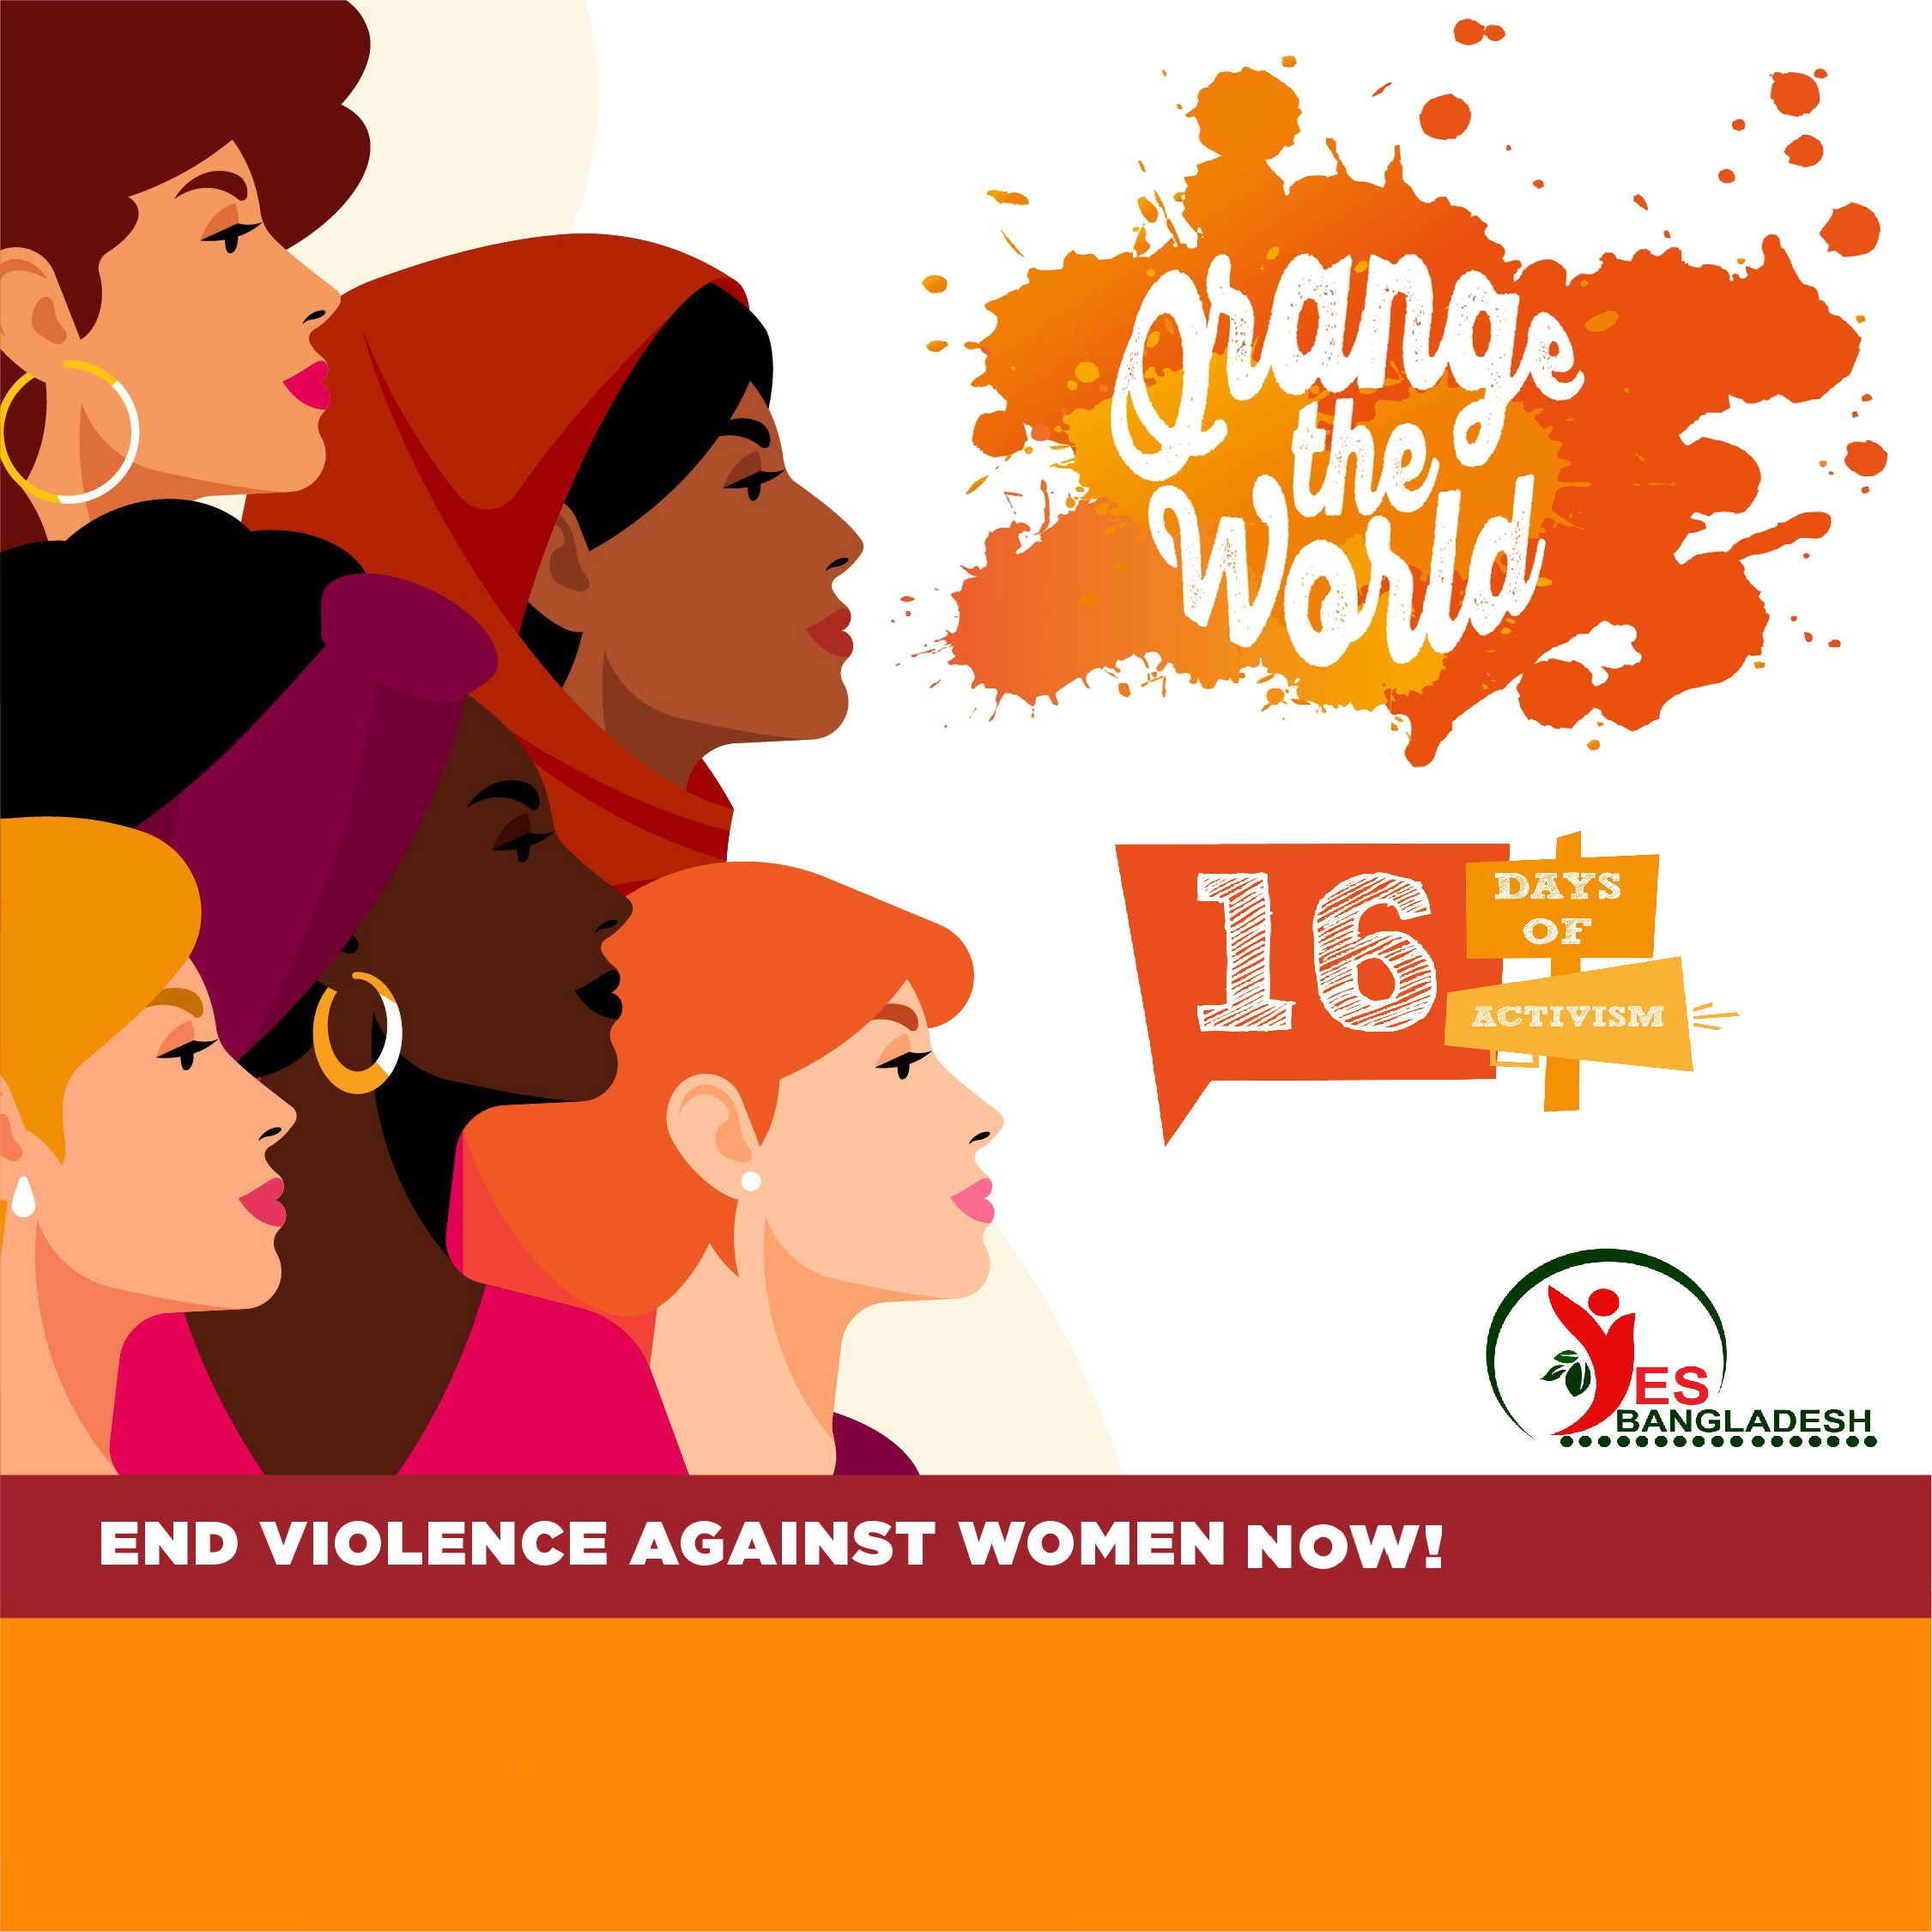 Orange
the
World
16
DAYS
OF
ACTIVISM
YES
BANGLADESH
END VIOLENCE AGAINST WOMEN NOW!